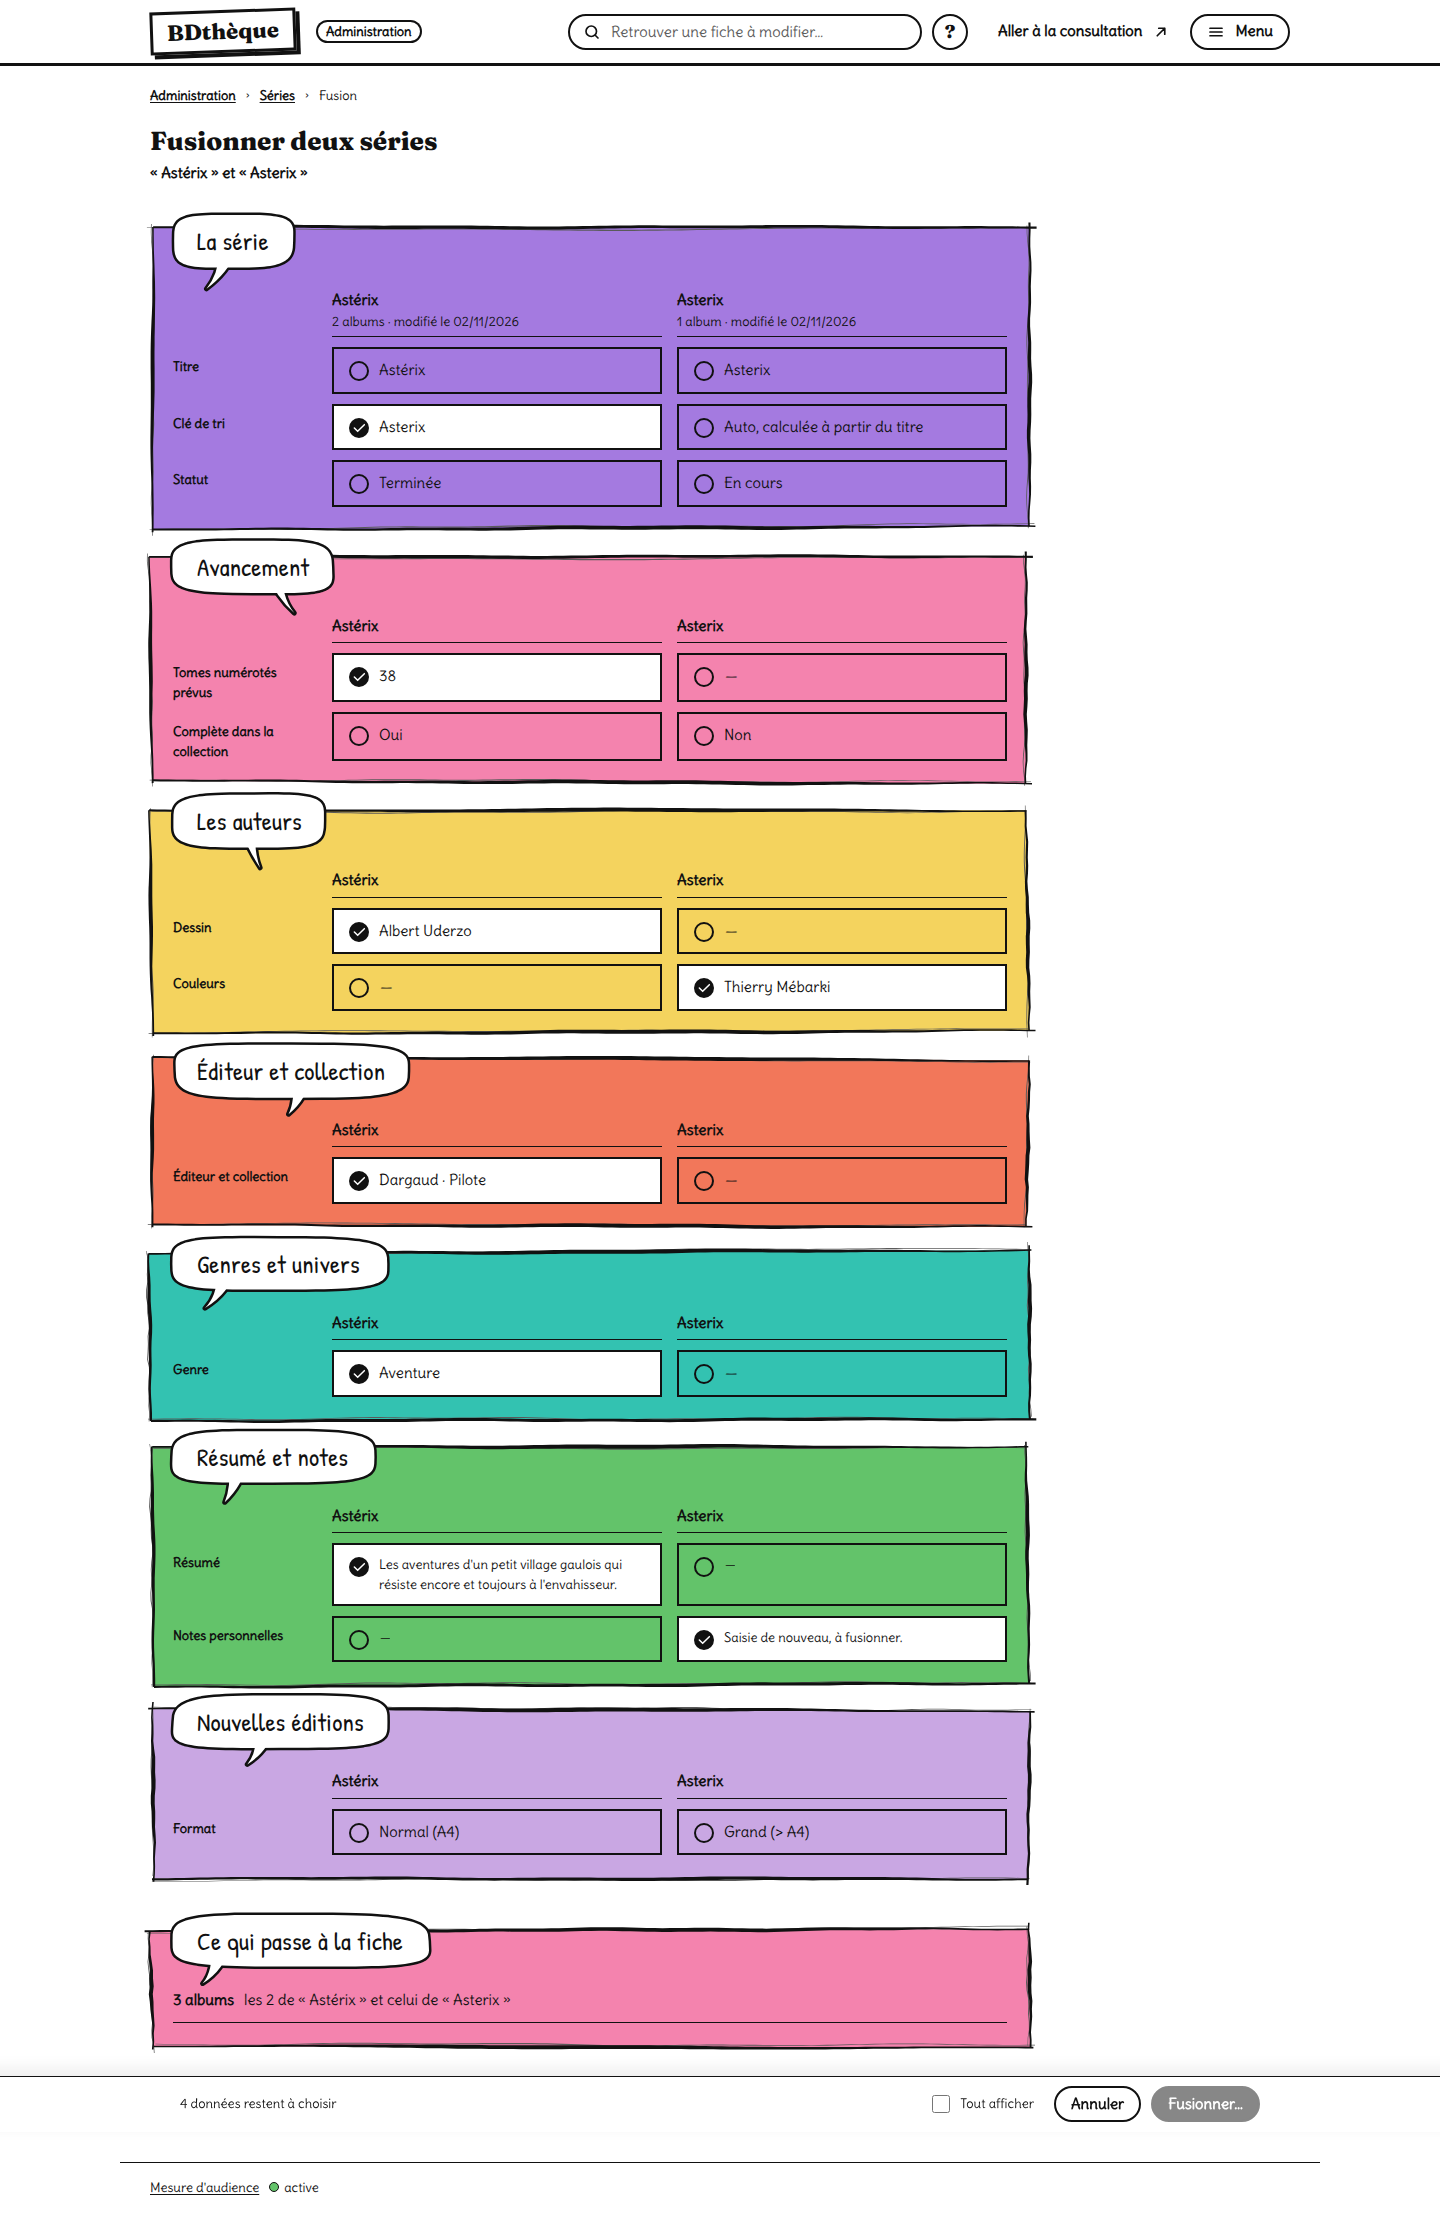 BDthèque
Administration
Retrouver une fiche à modifier...
?
Aller à la consultation
Menu
Administration › Séries › Fusion
Fusionner deux séries
« Astérix » et « Asterix »
La série
Astérix
Asterix
2 albums · modifié le 02/11/2026
1 album · modifié le 02/11/2026
Titre
Astérix
Asterix
Clé de tri
Asterix
Auto, calculée à partir du titre
Statut
Terminée
En cours
Avancement
Astérix
Asterix
Tomes numérotés
prévus
38
—
Complète dans la
collection
Oui
Non
Les auteurs
Astérix
Asterix
Dessin
Albert Uderzo
—
Couleurs
—
Thierry Mébarki
Éditeur et collection
Astérix
Asterix
Éditeur et collection
Dargaud · Pilote
—
Genres et univers
Astérix
Asterix
Genre
Aventure
—
Résumé et notes
Astérix
Asterix
Résumé
Les aventures d'un petit village gaulois qui
résiste encore et toujours à l'envahisseur.
—
Notes personnelles
—
Saisie de nouveau, à fusionner.
Nouvelles éditions
Astérix
Asterix
Format
Normal (A4)
Grand (> A4)
Ce qui passe à la fiche
3 albums les 2 de « Astérix » et celui de « Asterix »
4 données restent à choisir
Tout afficher
Annuler
Fusionner...
Mesure d'audience
active